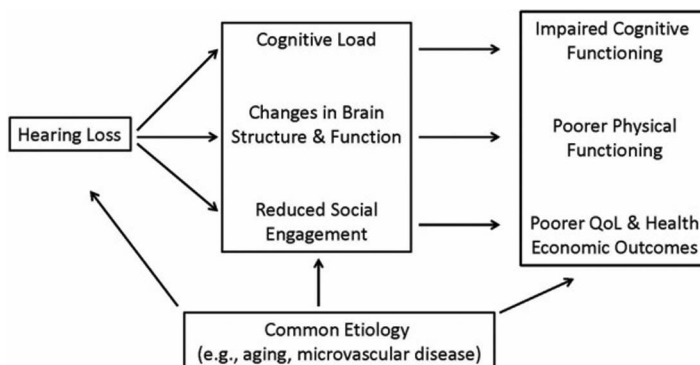 Cognitive Load
Impaired Cognitive
Functioning
Hearing Loss
Changes in Brain
Structure & Function
Poorer Physical
Functioning
Reduced Social
Engagement
Poorer QoL & Health
Economic Outcomes
Common Etiology
(e.g., aging, microvascular disease)